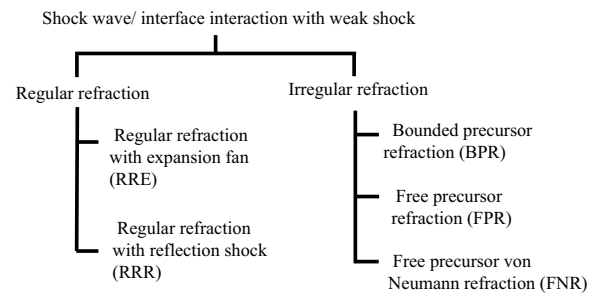 Shock wave/ interface interaction with weak shock
Regular refraction
Irregular refraction
Regular refraction
with expansion fan
(RRE)
Regular refraction
with reflection shock
(RRR)
Bounded precursor
refraction (BPR)
Free precursor
refraction (FPR)
Free precursor von
Neumann refraction (FNR)